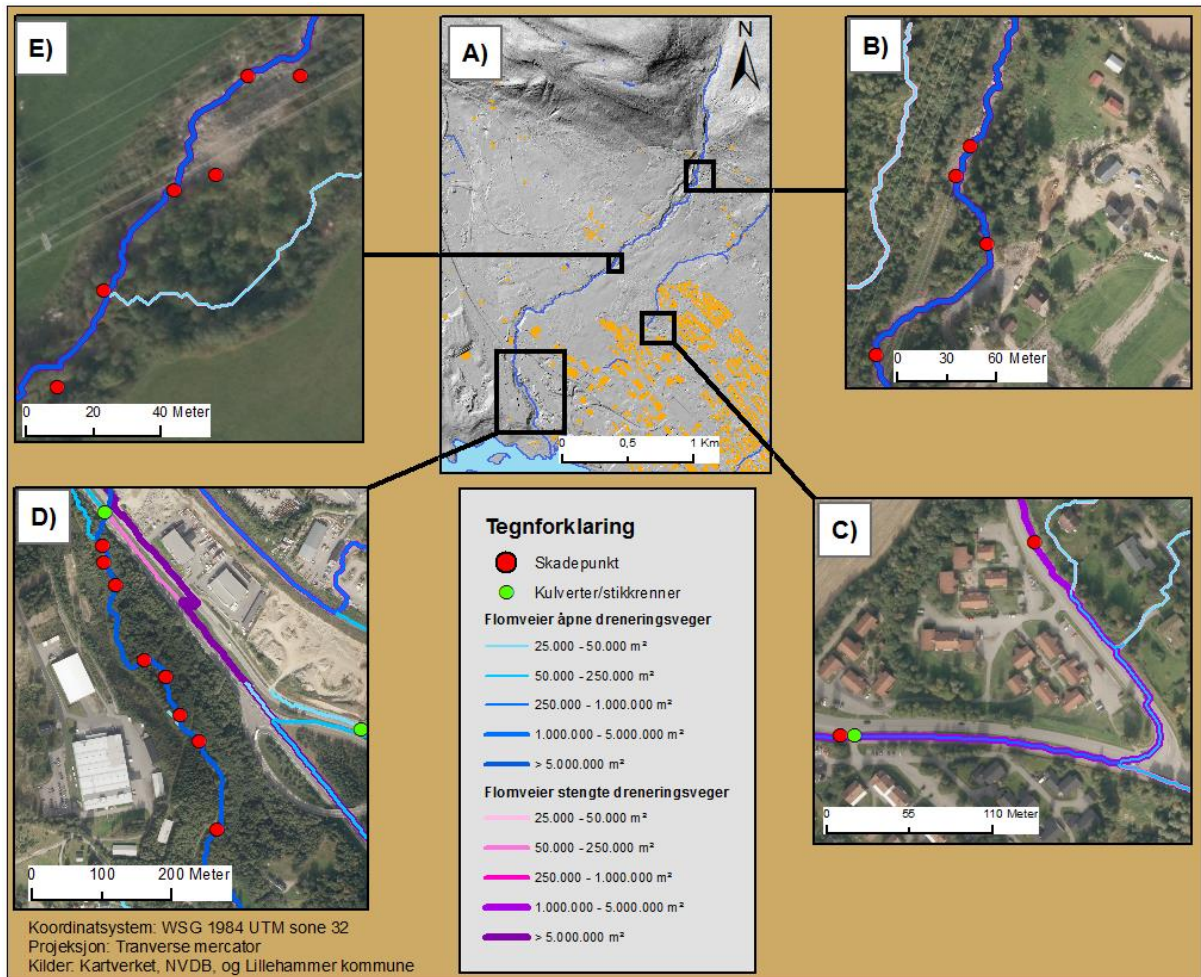 E)
A)
N
B)
0 20 40 Meter
0 0,5 1 Km
0 30 60 Meter
D)
C)
0 100 200 Meter
0 55 110 Meter
Tegnforklaring
Skadepunkt
Kulverter/stikkrenner
Flomveier åpne dreneringsveger
25.000 - 50.000 m²
50.000 - 250.000 m²
250.000 - 1.000.000 m²
1.000.000 - 5.000.000 m²
> 5.000.000 m²
Flomveier stengte dreneringsveger
25.000 - 50.000 m²
50.000 - 250.000 m²
250.000 - 1.000.000 m²
1.000.000 - 5.000.000 m²
> 5.000.000 m²
Koordinatsystem: WSG 1984 UTM sone 32
Projeksjon: Tranverse mercator
Kilder: Kartverket, NVDB, og Lillehammer kommune